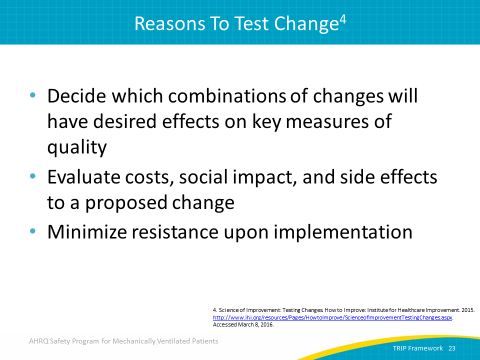 Reasons To Test Change4
• Decide which combinations of changes will
have desired effects on key measures of
quality
• Evaluate costs, social impact, and side effects
to a proposed change
• Minimize resistance upon implementation
4. Science of Improvement: Testing Changes: How to Improve: Institute for Healthcare Improvement. 2015.
http://www.ihi.org/resources/Pages/HowtoImprove/ScienceofImprovementTestingChanges.aspx.
Accessed March 8, 2016.
AHRQ Safety Program for Mechanically Ventilated Patients
TRIP Framework 23